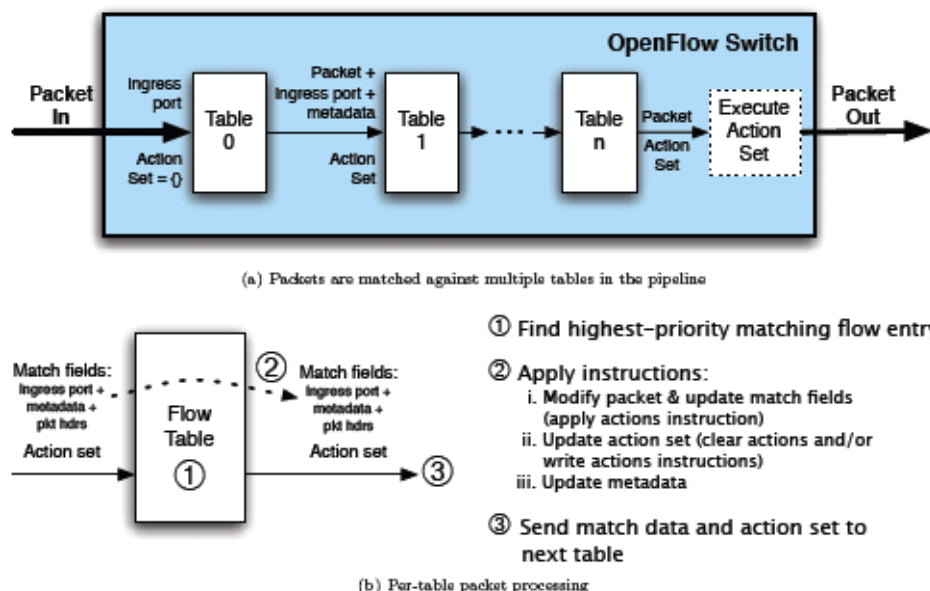 OpenFlow Switch
Packet
In
Ingress
port
Action
Set = {}
Table
0
Packet +
Ingress port +
metadata
Action
Set
Table
1
...
Table
n
Packet
Action
Set
Execute
Action
Set
Packet
Out
(a) Packets are matched against multiple tables in the pipeline
Match fields:
Ingress port +
metadata +
pkt hdrs
Action set
Flow
Table
①
②
Match fields:
Ingress port +
metadata +
pkt hdrs
Action set
③
① Find highest-priority matching flow entry
② Apply instructions:
i. Modify packet & update match fields
(apply actions instruction)
ii. Update action set (clear actions and/or
write actions instructions)
iii. Update metadata
③ Send match data and action set to
next table
(b) Per-table packet processing